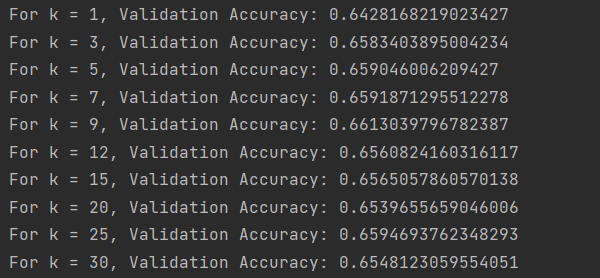 For k = 1, Validation Accuracy: 0.6428168219023427
For k = 3, Validation Accuracy: 0.6583403895004234
For k = 5, Validation Accuracy: 0.659046006209427
For k = 7, Validation Accuracy: 0.6591871295512278
For k = 9, Validation Accuracy: 0.6613039796782387
For k = 12, Validation Accuracy: 0.6560824160316117
For k = 15, Validation Accuracy: 0.6565057860570138
For k = 20, Validation Accuracy: 0.6539655659046006
For k = 25, Validation Accuracy: 0.6594693762348293
For k = 30, Validation Accuracy: 0.6548123059554051